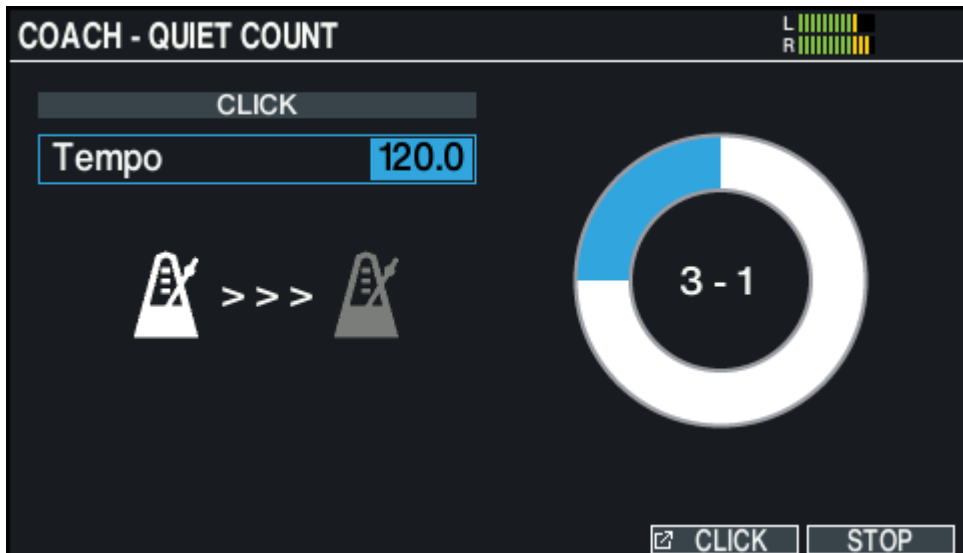 COACH - QUIET COUNT
L
R
CLICK
Tempo 120.0
> > >
3 - 1
CLICK STOP